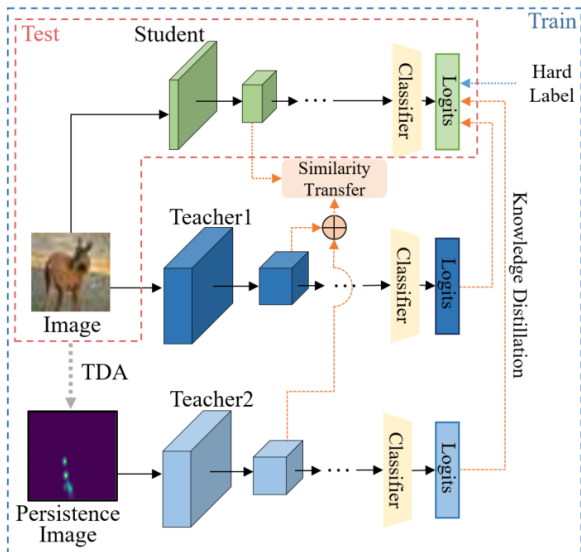 Test
Train
Student
Classifier
Logits
Hard
Label
Similarity
Transfer
Teacher1
Classifier
Logits
Knowledge Distillation
Image
TDA
Teacher2
Classifier
Logits
Persistence
Image